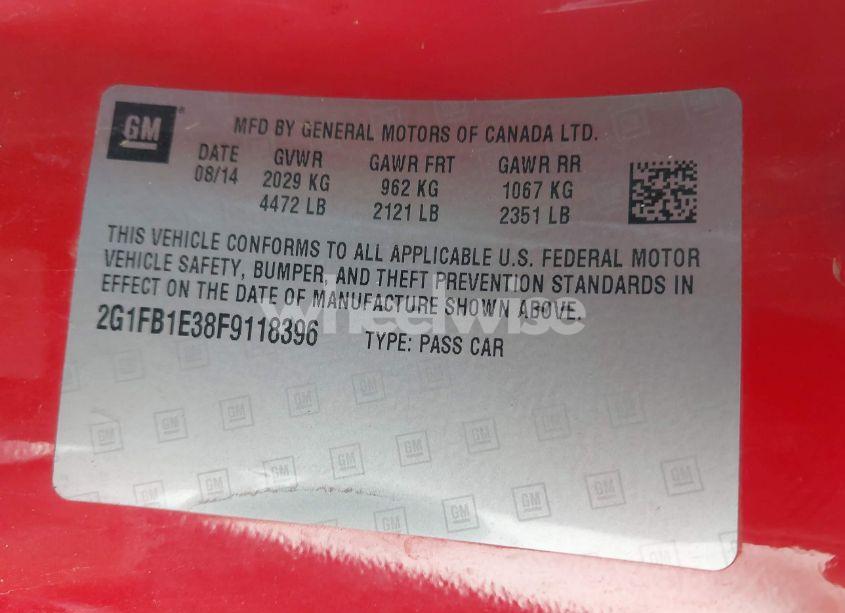 GM
MFD BY GENERAL MOTORS OF CANADA LTD.
DATE GVWR GAWR FRT GAWR RR
08/14 2029 KG 962 KG 1067 KG
4472 LB 2121 LB 2351 LB
THIS VEHICLE CONFORMS TO ALL APPLICABLE U.S. FEDERAL MOTOR
VEHICLE SAFETY, BUMPER, AND THEFT PREVENTION STANDARDS IN
EFFECT ON THE DATE OF MANUFACTURE SHOWN ABOVE.
2G1FB1E38F9118396 TYPE: PASS CAR
wheelwise